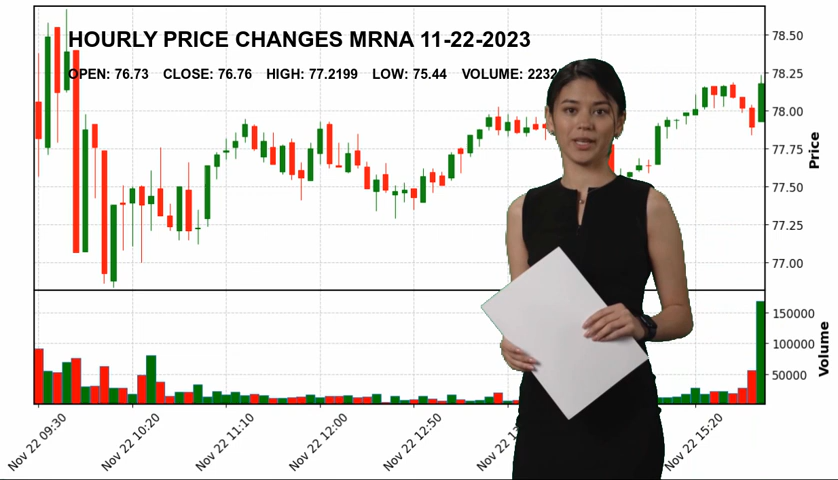 HOURLY PRICE CHANGES MRNA 11-22-2023
OPEN: 76.73 CLOSE: 76.76 HIGH: 77.2199 LOW: 75.44 VOLUME:
78.50
78.25
78.00
77.75
77.50
77.25
77.00
Price
150000
100000
50000
Volume
Nov 22 09:30
Nov 22 10:20
Nov 22 11:10
Nov 22 12:00
Nov 22 12:50
Nov 22
Nov 22 15:20